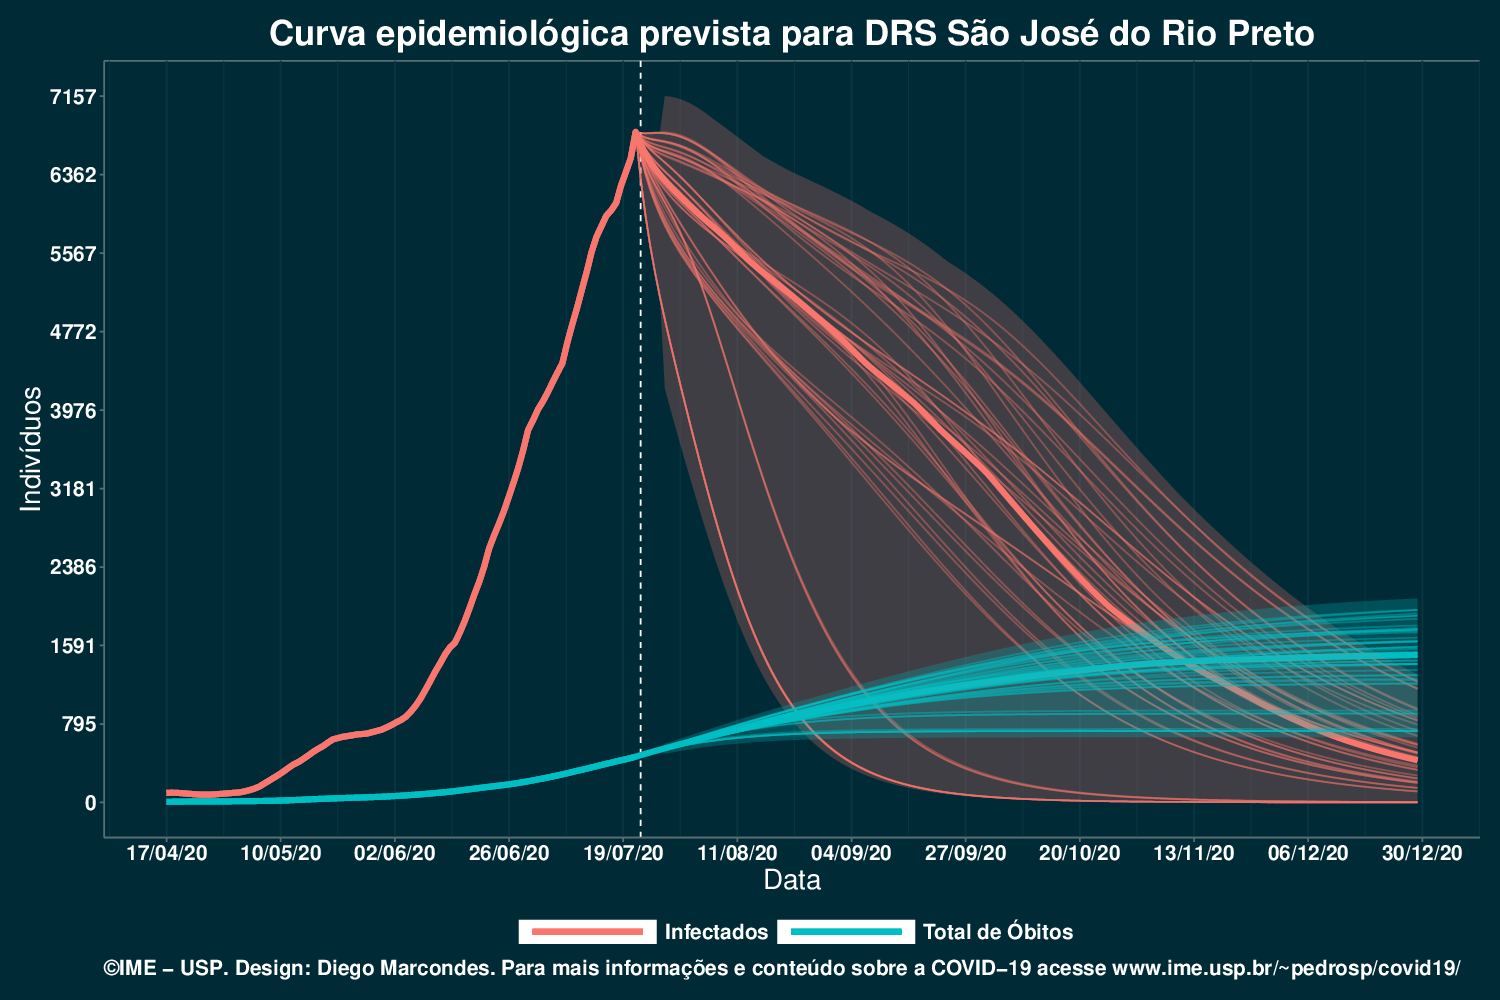 Curva epidemiológica prevista para DRS São José do Rio Preto
7157
6362
5567
4772
3976
3181
2386
1591
795
0
Indivíduos
17/04/20 10/05/20 02/06/20 26/06/20 19/07/20 11/08/20 04/09/20 27/09/20 20/10/20 13/11/20 06/12/20 30/12/20
Data
Infectados Total de Óbitos
©IME – USP. Design: Diego Marcondes. Para mais informações e conteúdo sobre a COVID–19 acesse www.ime.usp.br/~pedrosp/covid19/